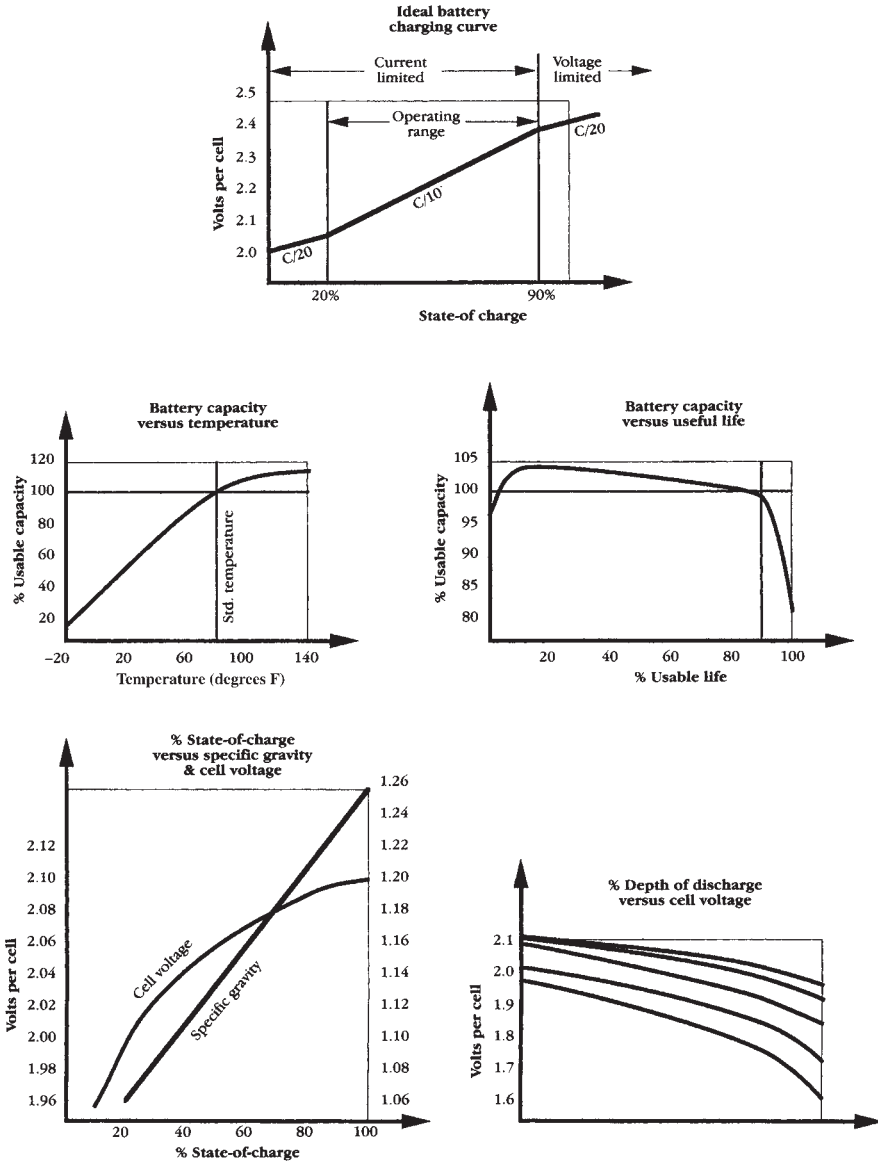 Ideal battery
charging curve
Current
limited
Voltage
limited
Operating
range
2.5
2.4
2.3
2.2
2.1
2.0
Volts per cell
C/20
C/10
C/20
20%
90%
State-of charge
Battery capacity
versus temperature
120
100
80
60
40
20
% Usable capacity
Std. temperature
–20
20
60
100
140
Temperature (degrees F)
Battery capacity
versus useful life
105
100
95
90
85
80
% Usable capacity
20
40
60
80
100
% Usable life
% State-of-charge
versus specific gravity
& cell voltage
2.12
2.10
2.08
2.06
2.04
2.02
2.00
1.98
1.96
Volts per cell
Cell voltage
Specific gravity
1.26
1.24
1.22
1.20
1.18
1.16
1.14
1.12
1.10
1.08
1.06
20
40
60
80
100
% State-of-charge
% Depth of discharge
versus cell voltage
2.1
2.0
1.9
1.8
1.7
1.6
Volts per cell